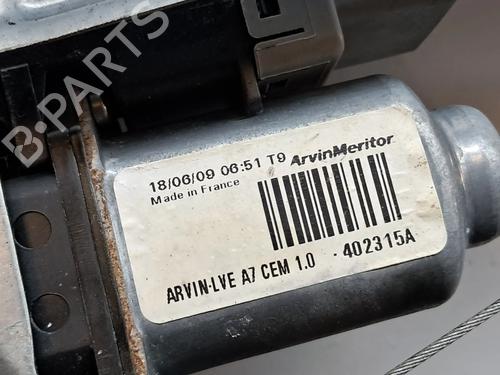 B-PARTS
18/06/09 06:51 T9 ArvinMeritor
Made in France
ARVIN-LVE A7 CEM 1.0 402315A